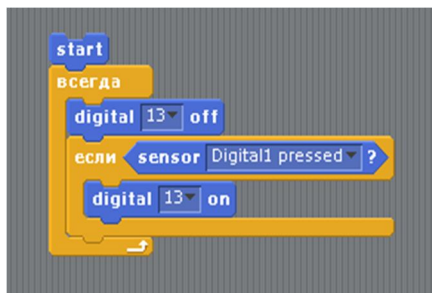 start
всегда
digital 13 off
если sensor Digital1 pressed ?
digital 13 on